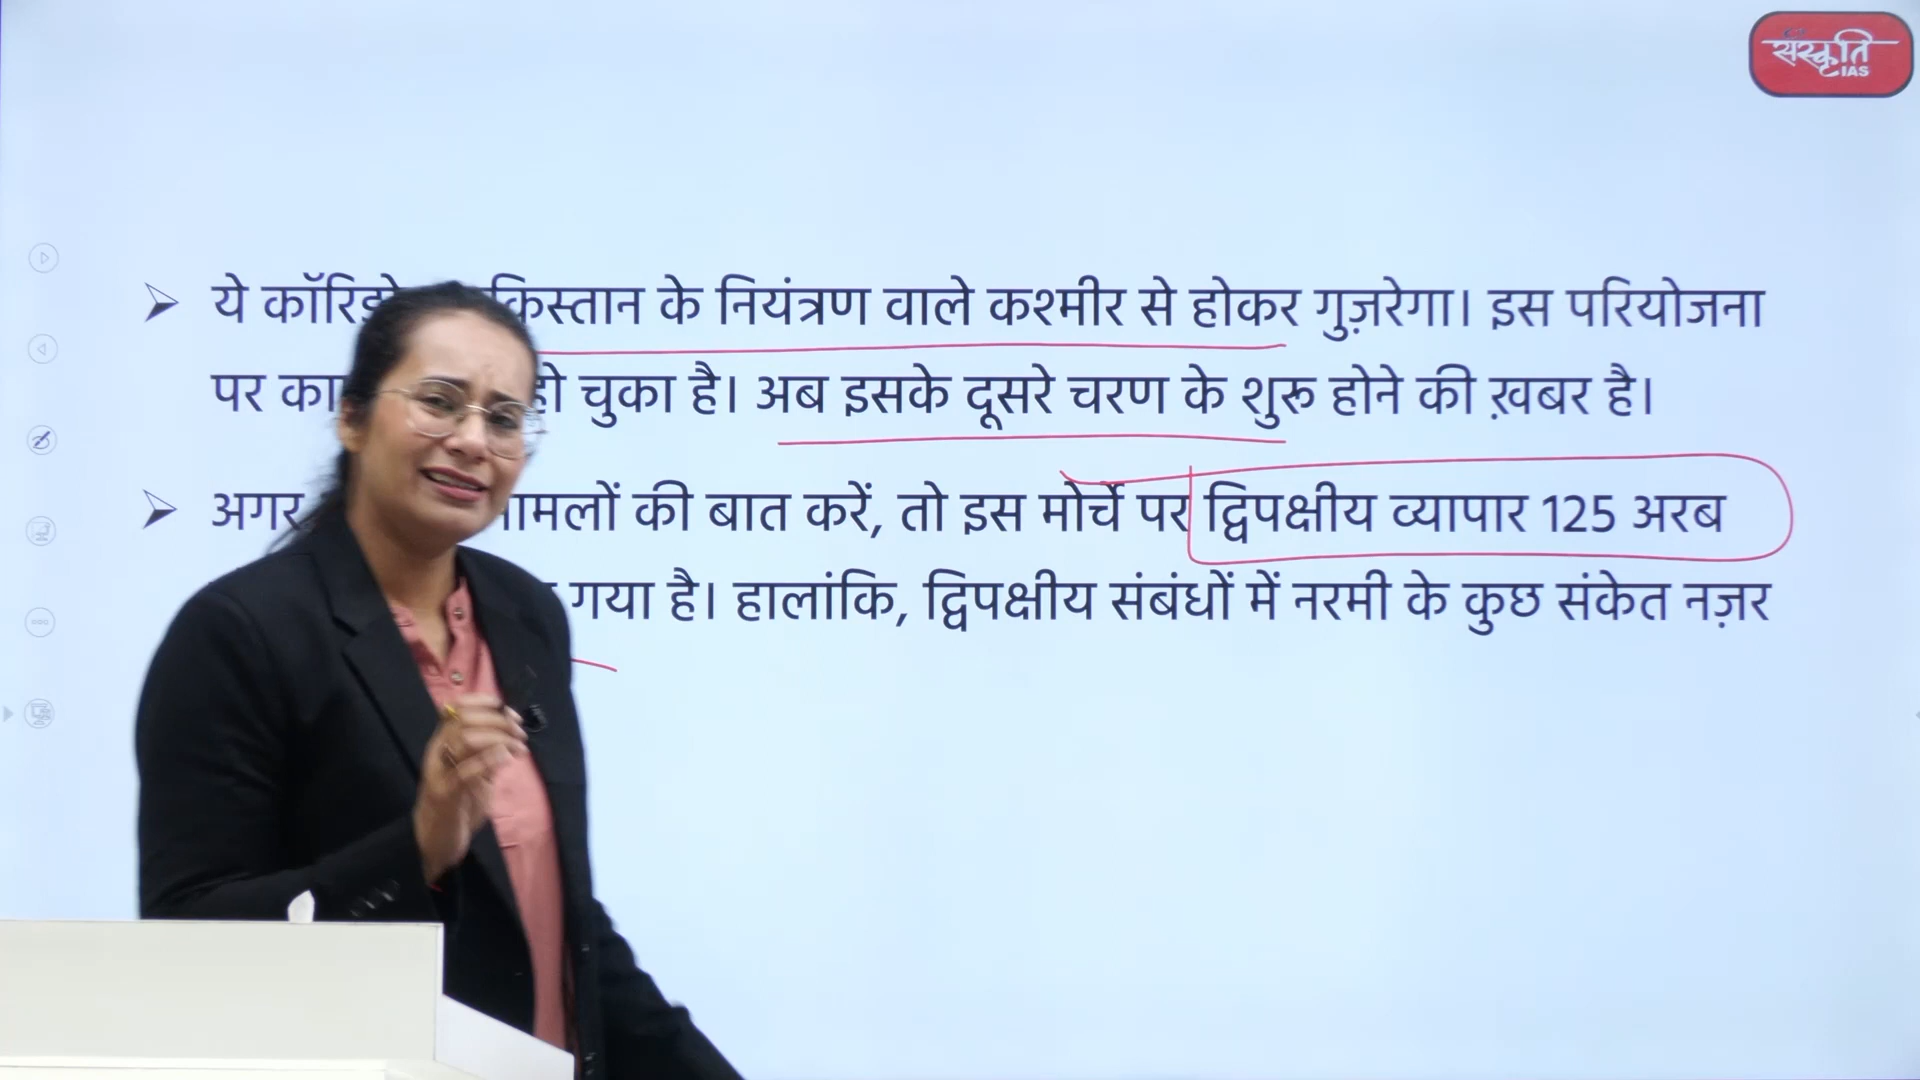 संस्कृति
IAS
ये कॉरिडो किस्तान के नियंत्रण वाले कश्मीर से होकर गुज़रेगा। इस परियोजना
पर का हो चुका है। अब इसके दूसरे चरण के शुरू होने की ख़बर है।
अगर ामलों की बात करें, तो इस मोर्चे पर द्विपक्षीय व्यापार 125 अरब
गया है। हालांकि, द्विपक्षीय संबंधों में नरमी के कुछ संकेत नज़र